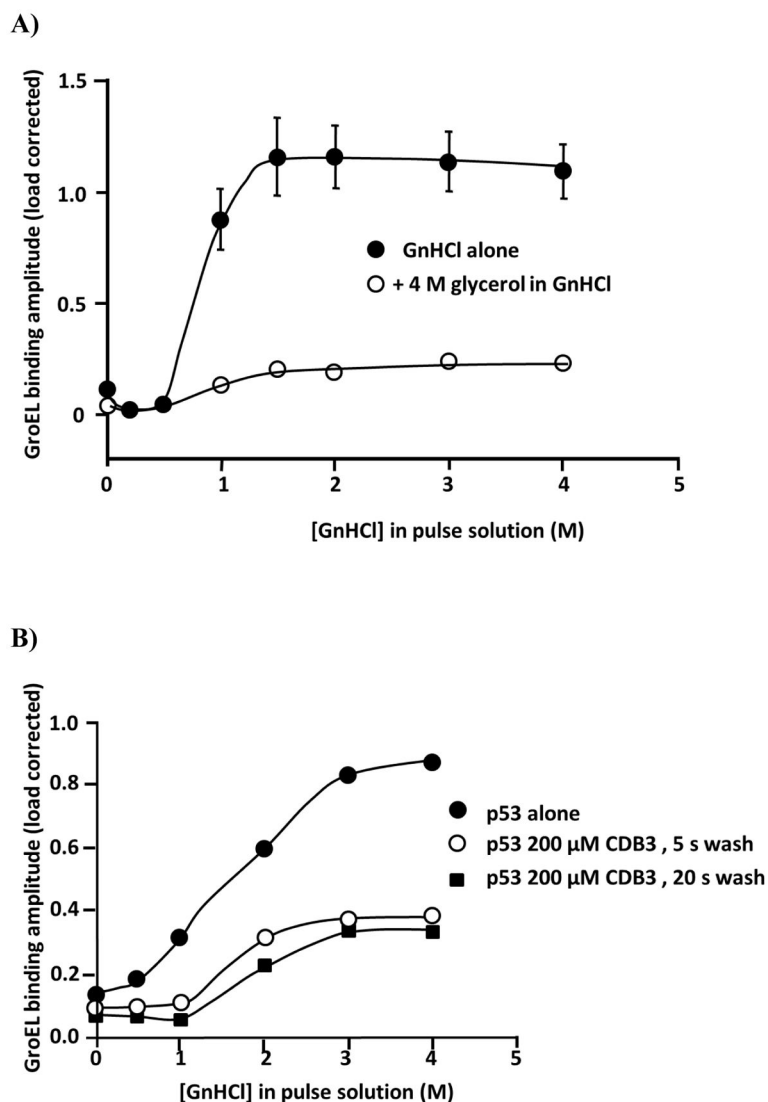 A)
GroEL binding amplitude (load corrected)
1.5
1.0
0.5
0
GnHCl alone
+ 4 M glycerol in GnHCl
0 1 2 3 4 5
[GnHCl] in pulse solution (M)
B)
GroEL binding amplitude (load corrected)
1.0
0.8
0.6
0.4
0.2
0.0
p53 alone
p53 200 µM CDB3 , 5 s wash
p53 200 µM CDB3 , 20 s wash
0 1 2 3 4 5
[GnHCl] in pulse solution (M)